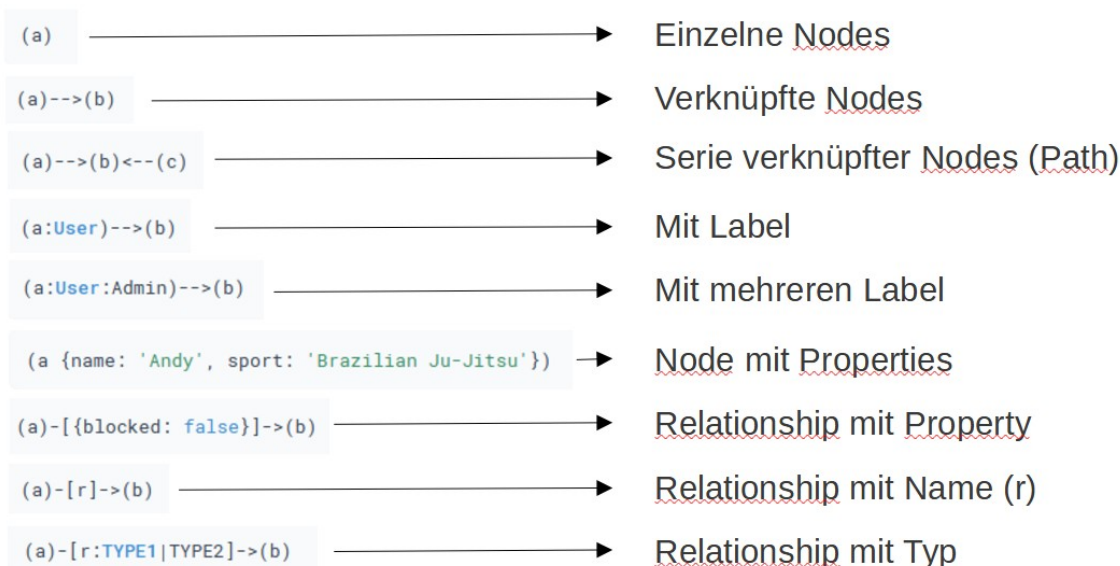 (a) Einzelne Nodes
(a)-->(b) Verknüpfte Nodes
(a)-->(b)<--(c) Serie verknüpfter Nodes (Path)
(a:User)-->(b) Mit Label
(a:User:Admin)-->(b) Mit mehreren Label
(a {name: 'Andy', sport: 'Brazilian Ju-Jitsu'}) Node mit Properties
(a)-[{blocked: false}]->(b) Relationship mit Property
(a)-[r]->(b) Relationship mit Name (r)
(a)-[r:TYPE1|TYPE2]->(b) Relationship mit Typ